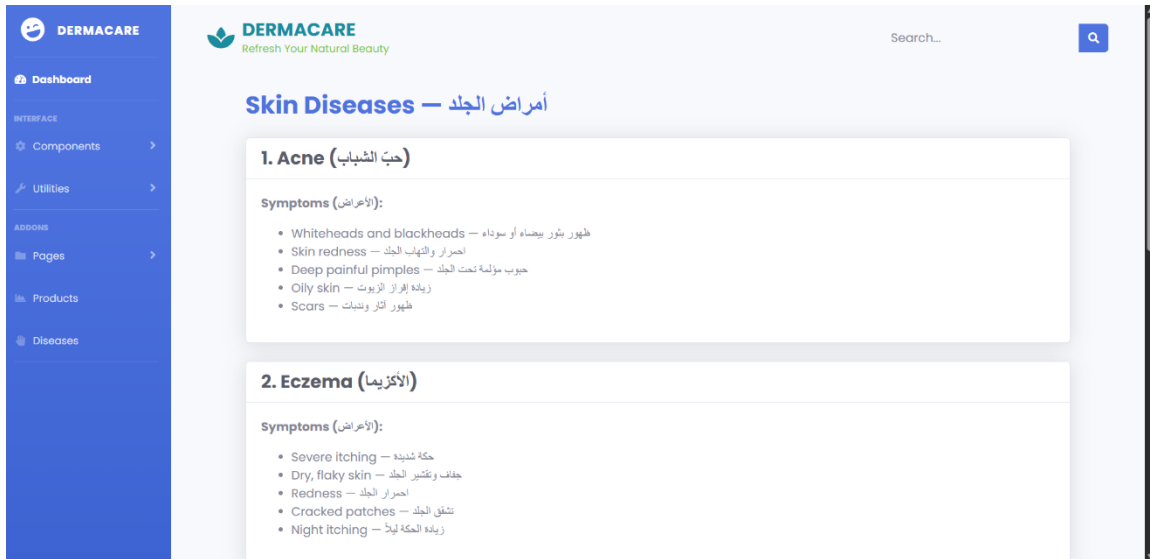 DERMACARE
Dashboard
INTERFACE
Components
Utilities
ADDONS
Pages
Products
Diseases
DERMACARE
Refresh Your Natural Beauty
Search...
Skin Diseases — أمراض الجلد
1. Acne (حبّ الشباب)
Symptoms (الأعراض):
Whiteheads and blackheads — ظهور بثور بيضاء أو سوداء
Skin redness — احمرار والتهاب الجلد
Deep painful pimples — حبوب مؤلمة تحت الجلد
Oily skin — زيادة إفراز الزيوت
Scars — ظهور آثار وندبات
2. Eczema (الأكزيما)
Symptoms (الأعراض):
Severe itching — حكة شديدة
Dry, flaky skin — جفاف وتقشير الجلد
Redness — احمرار الجلد
Cracked patches — تشقق الجلد
Night itching — زيادة الحكة ليلاً